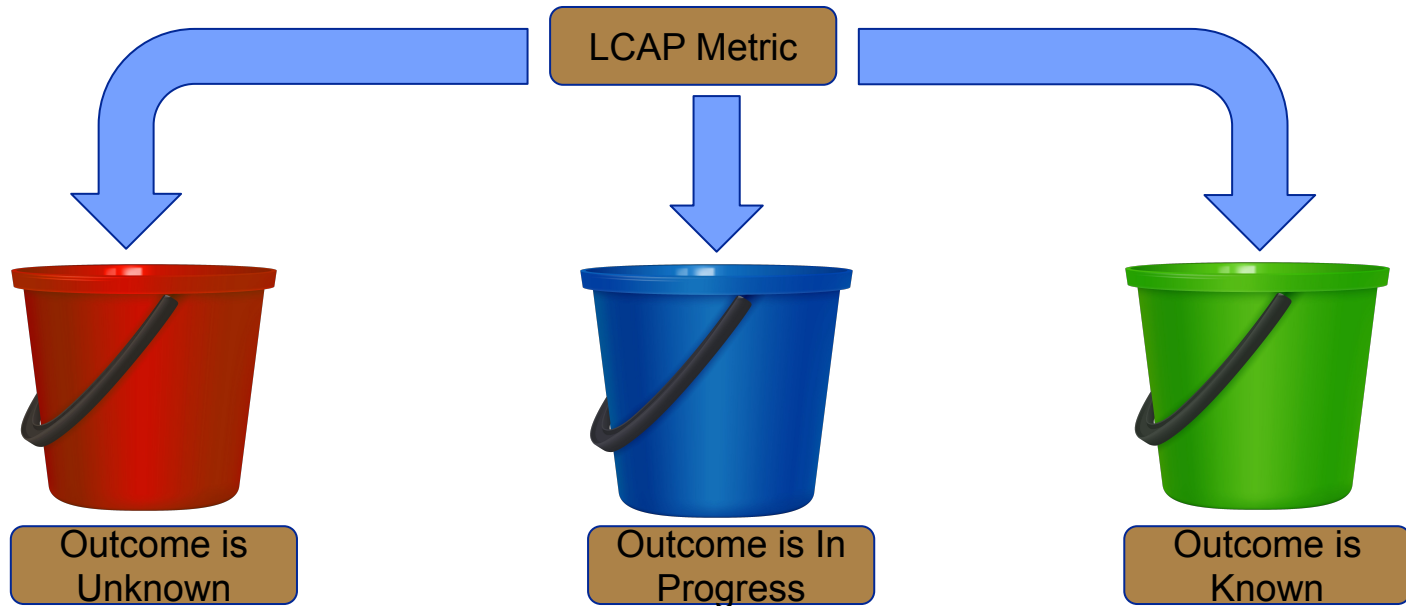 LCAP Metric
Outcome is
Unknown
Outcome is In
Progress
Outcome is
Known